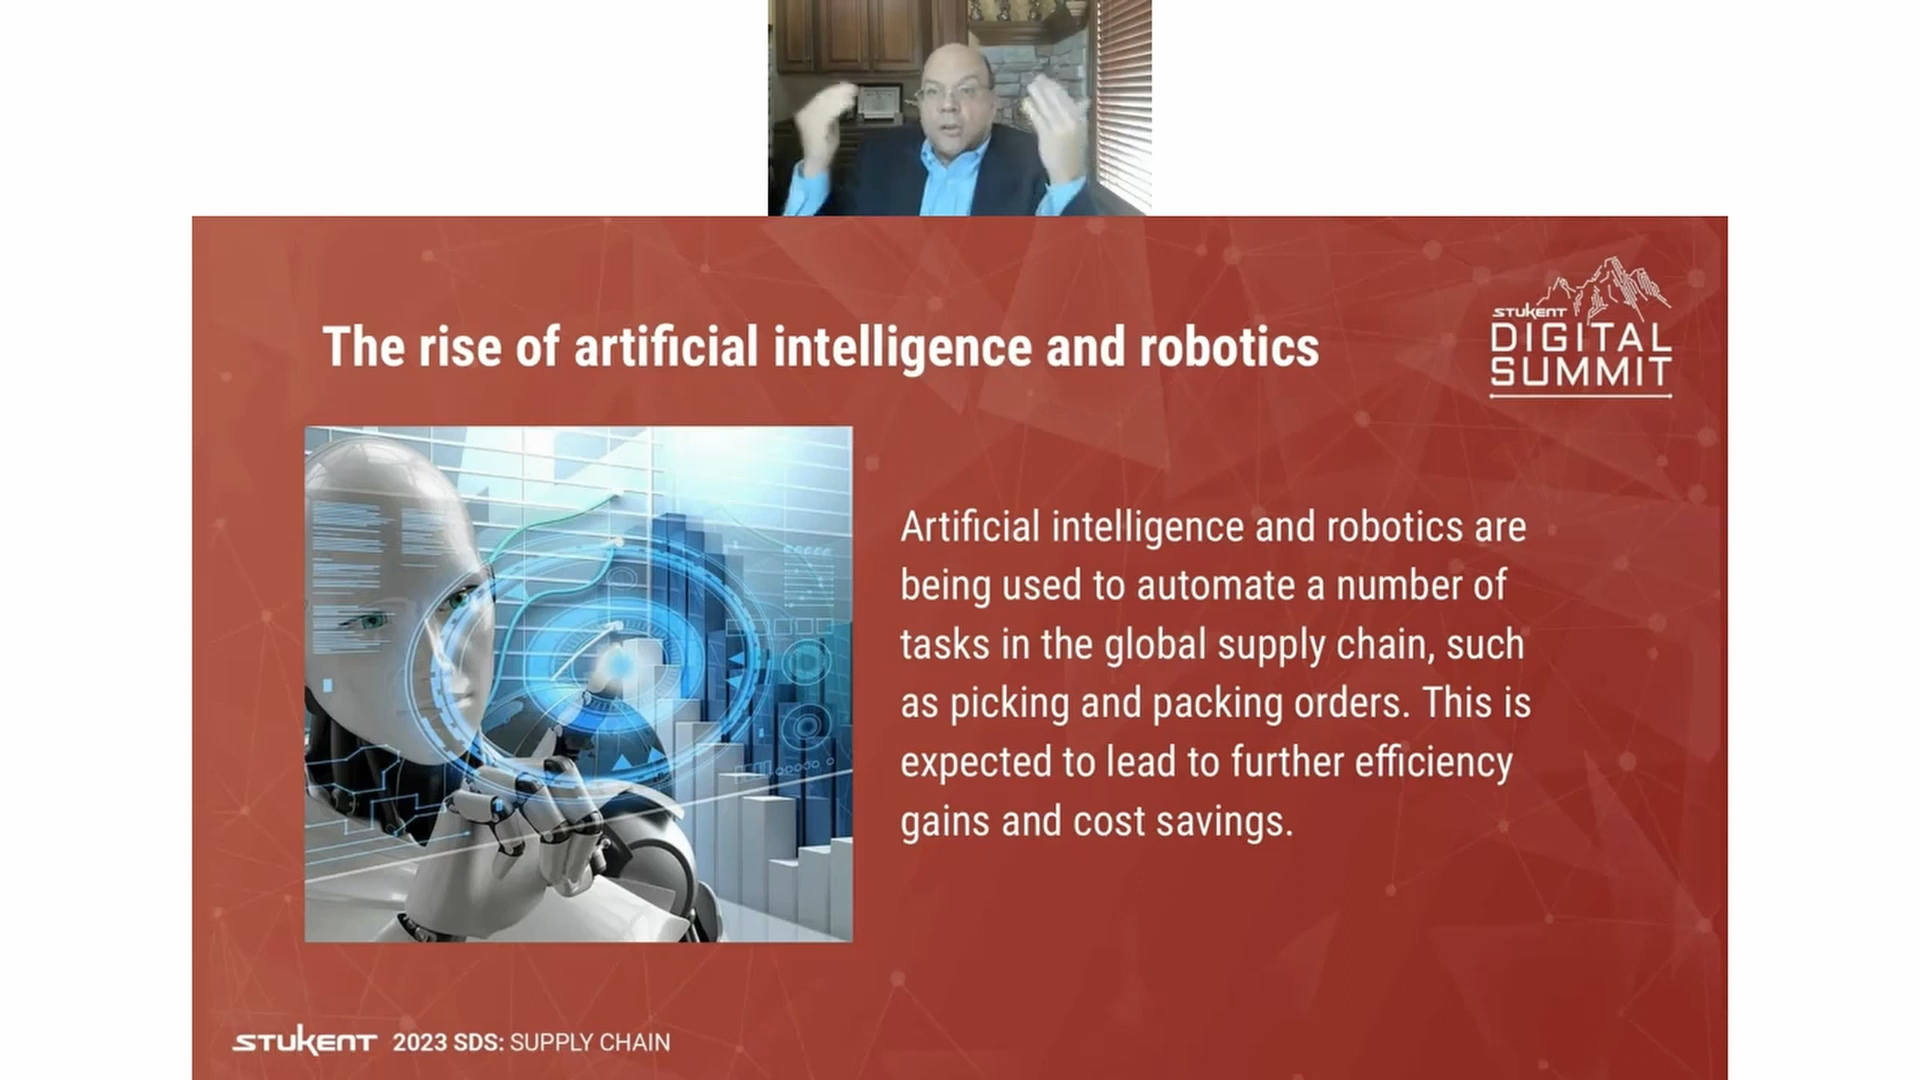 The rise of artificial intelligence and robotics
STUKENT
DIGITAL
SUMMIT
Artificial intelligence and robotics are
being used to automate a number of
tasks in the global supply chain, such
as picking and packing orders. This is
expected to lead to further efficiency
gains and cost savings.
STUKENT 2023 SDS: SUPPLY CHAIN